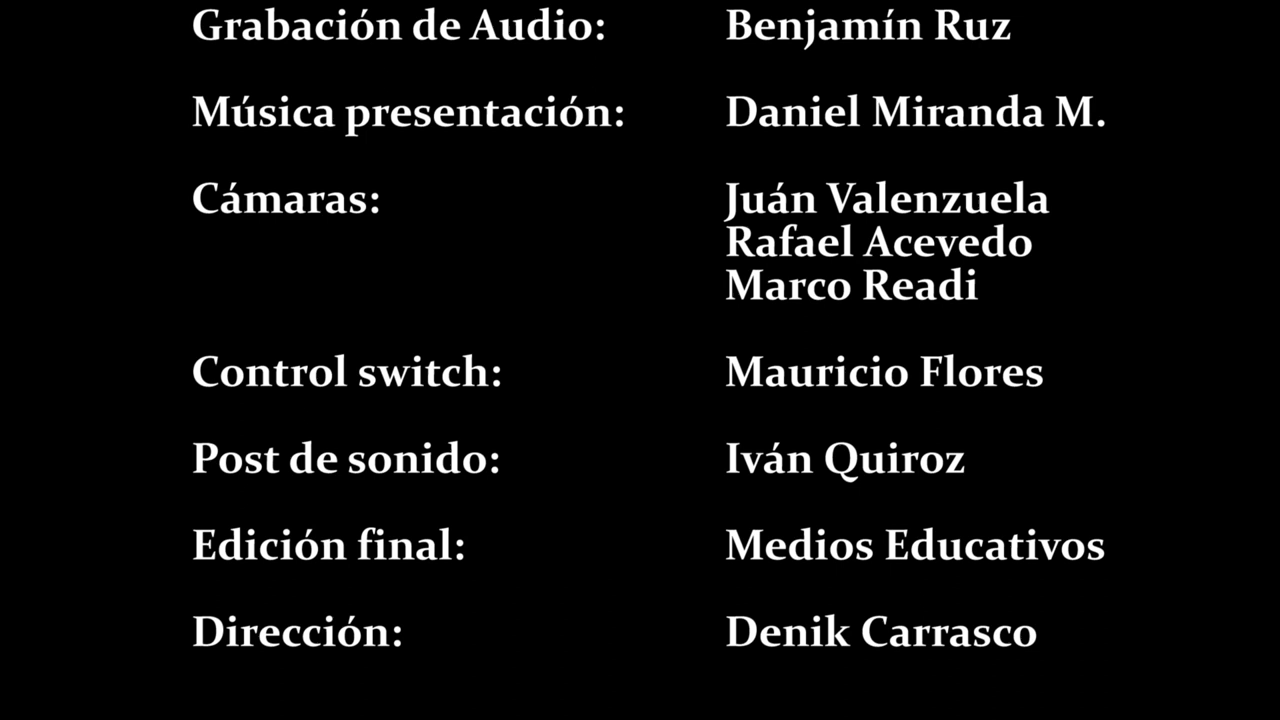 Grabación de Audio: Benjamín Ruz
Música presentación: Daniel Miranda M.
Cámaras: Juán Valenzuela
Rafael Acevedo
Marco Readi
Control switch: Mauricio Flores
Post de sonido: Iván Quiroz
Edición final: Medios Educativos
Dirección: Denik Carrasco